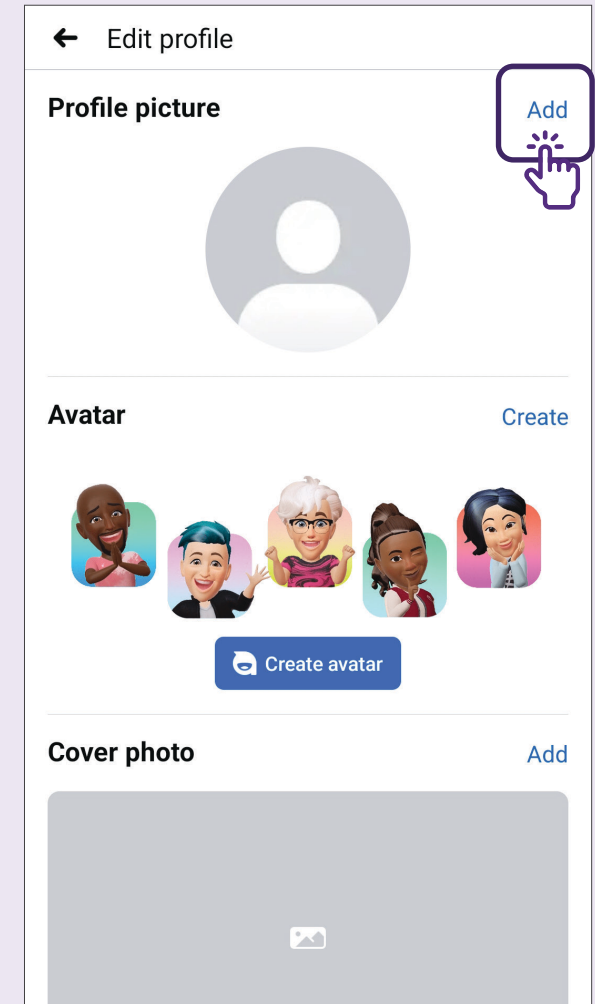 Edit profile
Profile picture
Add
Avatar
Create
Create avatar
Cover photo
Add